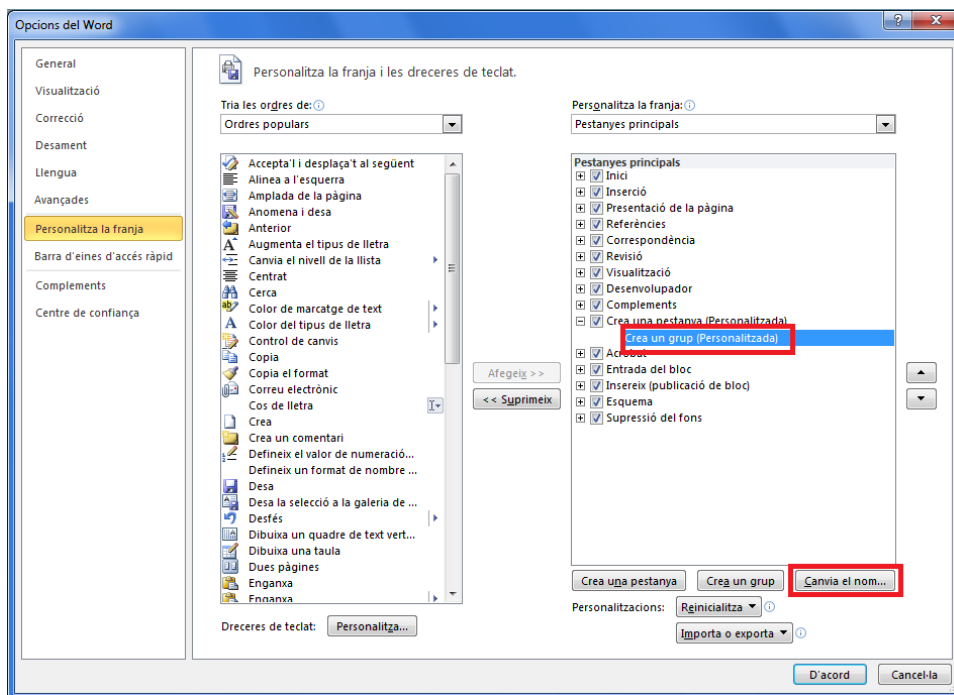 Opcions del Word
General
Visualització
Correcció
Desament
Llengua
Avançades
Personalitza la franja
Barra d'eines d'accés ràpid
Complements
Centre de confiança
Personalitza la franja i les dreceres de teclat.
Tria les ordres de:
Ordres populars
Accepta'l i desplaça't al següent
Alinea a l'esquerra
Amplada de la pàgina
Anomena i desa
Anterior
Augmenta el tipus de lletra
Canvia el nivell de la llista
Centrat
Cerca
Color de marcatge de text
Color del tipus de lletra
Control de canvis
Copia
Copia el format
Correu electrònic
Cos de lletra
Crea
Crea un comentari
Defineix el valor de numeració...
Defineix un format de nombre ...
Desa
Desa la selecció a la galeria de ...
Desfés
Dibuixa un quadre de text vert...
Dibuixa una taula
Dues pàgines
Enganxa
Enganxa
Dreceres de teclat:
Personalitza...
Afegeix >>
<< Suprimeix
Personalitza la franja:
Pestanyes principals
Pestanyes principals
Inici
Inserció
Presentació de la pàgina
Referències
Correspondència
Revisió
Visualització
Desenvolupador
Complements
Crea una pestanya (Personalitzada)
Crea un grup (Personalitzada)
Acrobat
Entrada del bloc
Insereix (publicació de bloc)
Esquema
Supressió del fons
Crea una pestanya
Crea un grup
Canvia el nom...
Personalitzacions:
Reinicialitza
Importa o exporta
D'acord
Cancel·la